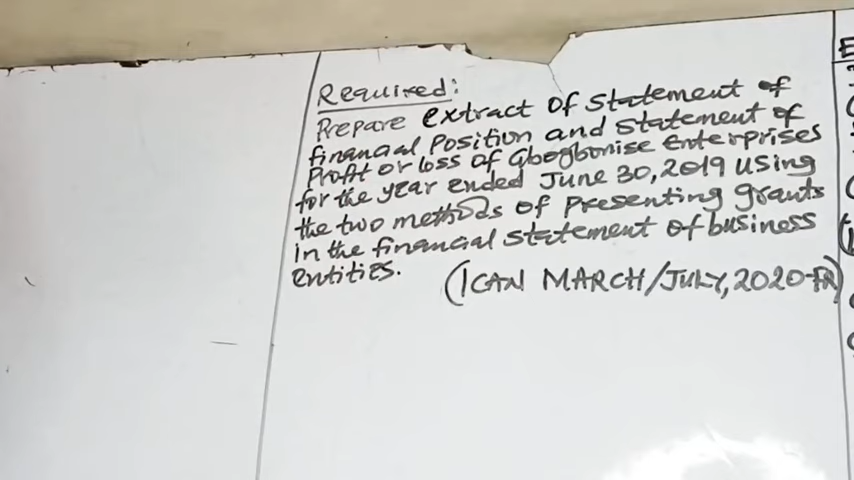 Required:
Prepare extract of statement of
financial Position and statement of
Profit or loss of Gbogbonise Enterprises
for the year ended June 30, 2019 using
the two methods of Presenting grants
in the financial statement of business
entities.
(ICAN MARCH/JULY, 2020-FR)